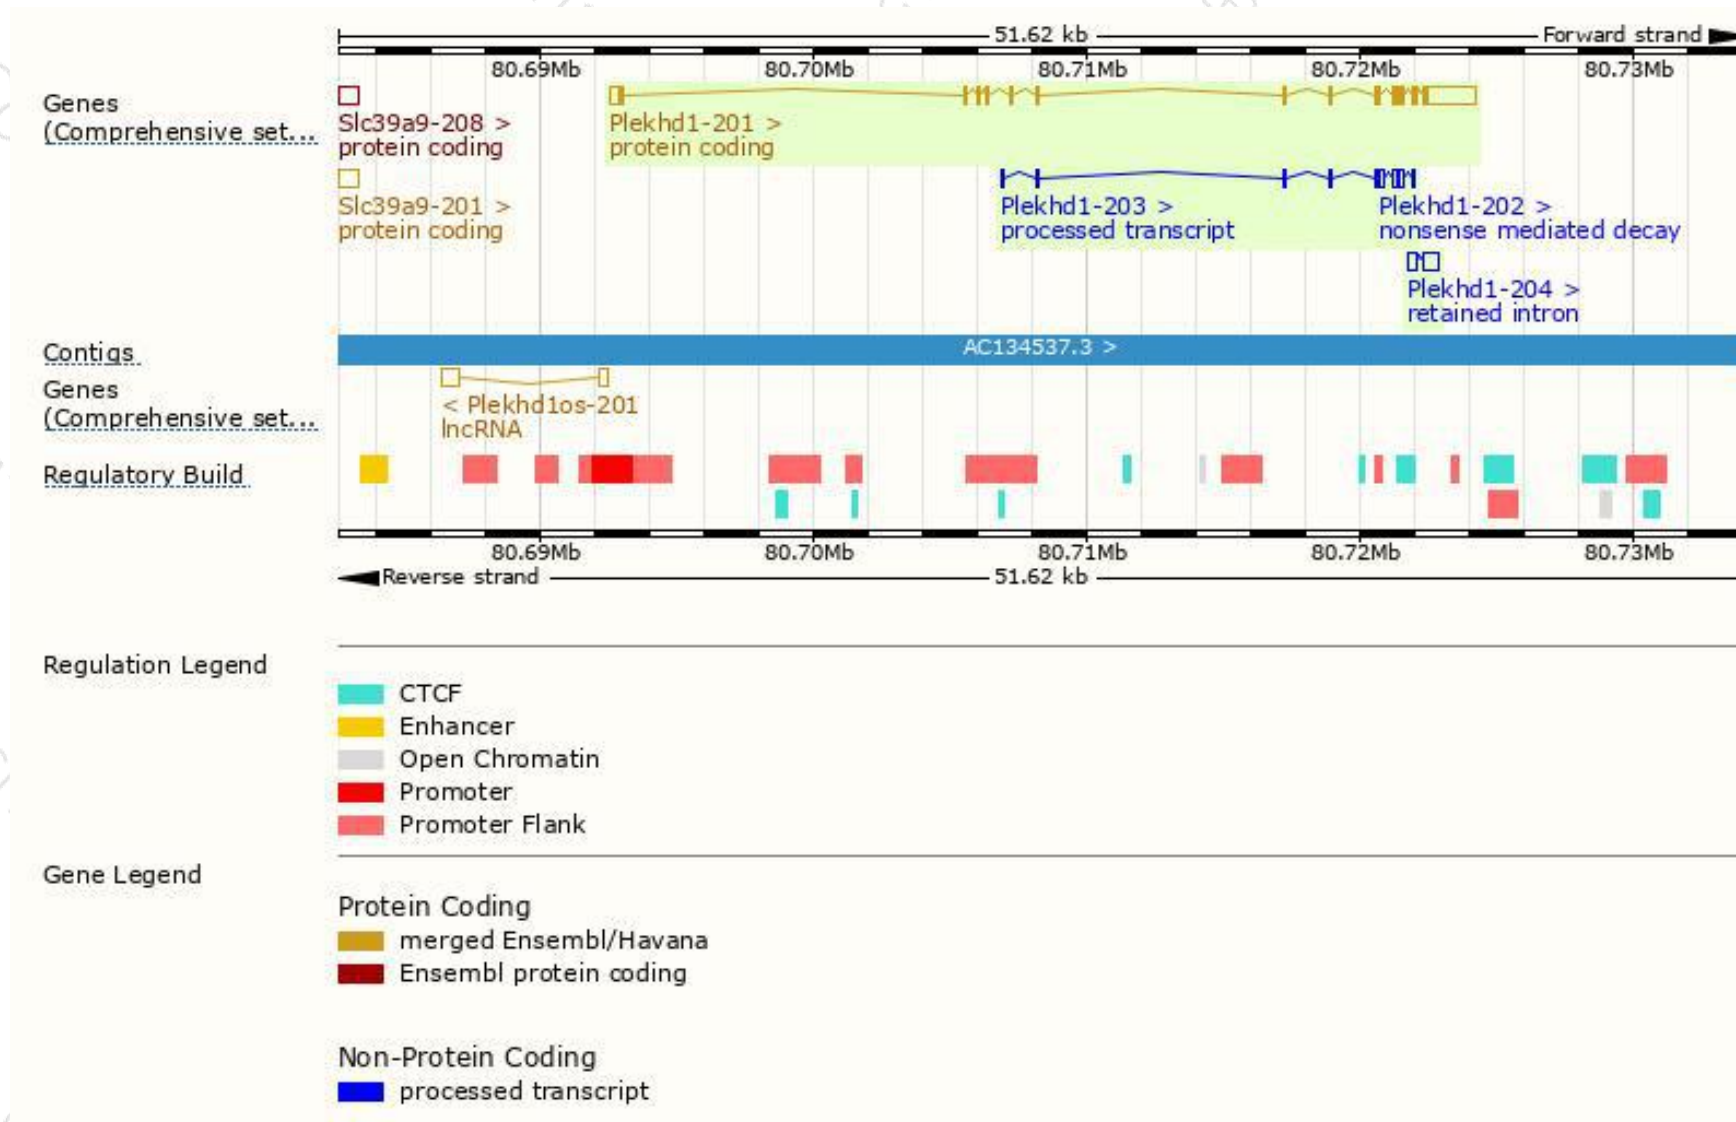 51.62 kb Forward strand
80.69Mb 80.70Mb 80.71Mb 80.72Mb 80.73Mb
Genes
(Comprehensive set...
Slc39a9-208 >
protein coding
Plekhd1-201 >
protein coding
Slc39a9-201 >
protein coding
Plekhd1-203 >
processed transcript
Plekhd1-202 >
nonsense mediated decay
Plekhd1-204 >
retained intron
Contigs
AC134537.3 >
Genes
(Comprehensive set...
< Plekhd1os-201
lncRNA
Regulatory Build
80.69Mb 80.70Mb 80.71Mb 80.72Mb 80.73Mb
Reverse strand 51.62 kb
Regulation Legend
CTCF
Enhancer
Open Chromatin
Promoter
Promoter Flank
Gene Legend
Protein Coding
merged Ensembl/Havana
Ensembl protein coding
Non-Protein Coding
processed transcript